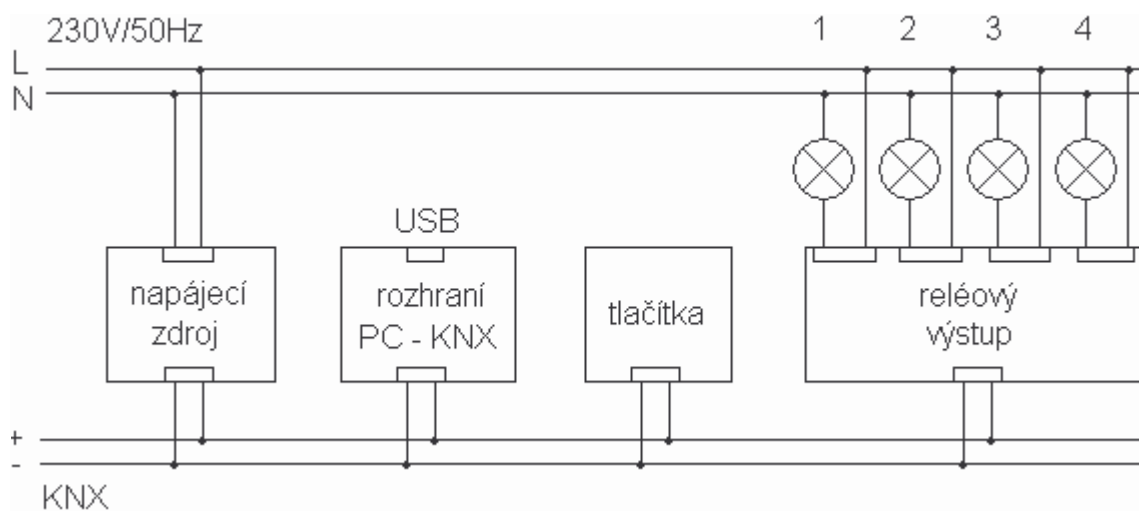 230V/50Hz
1 2 3 4
L
N
USB
napájecí
zdroj
rozhraní
PC - KNX
tlačítka
reléový
výstup
+
-
KNX